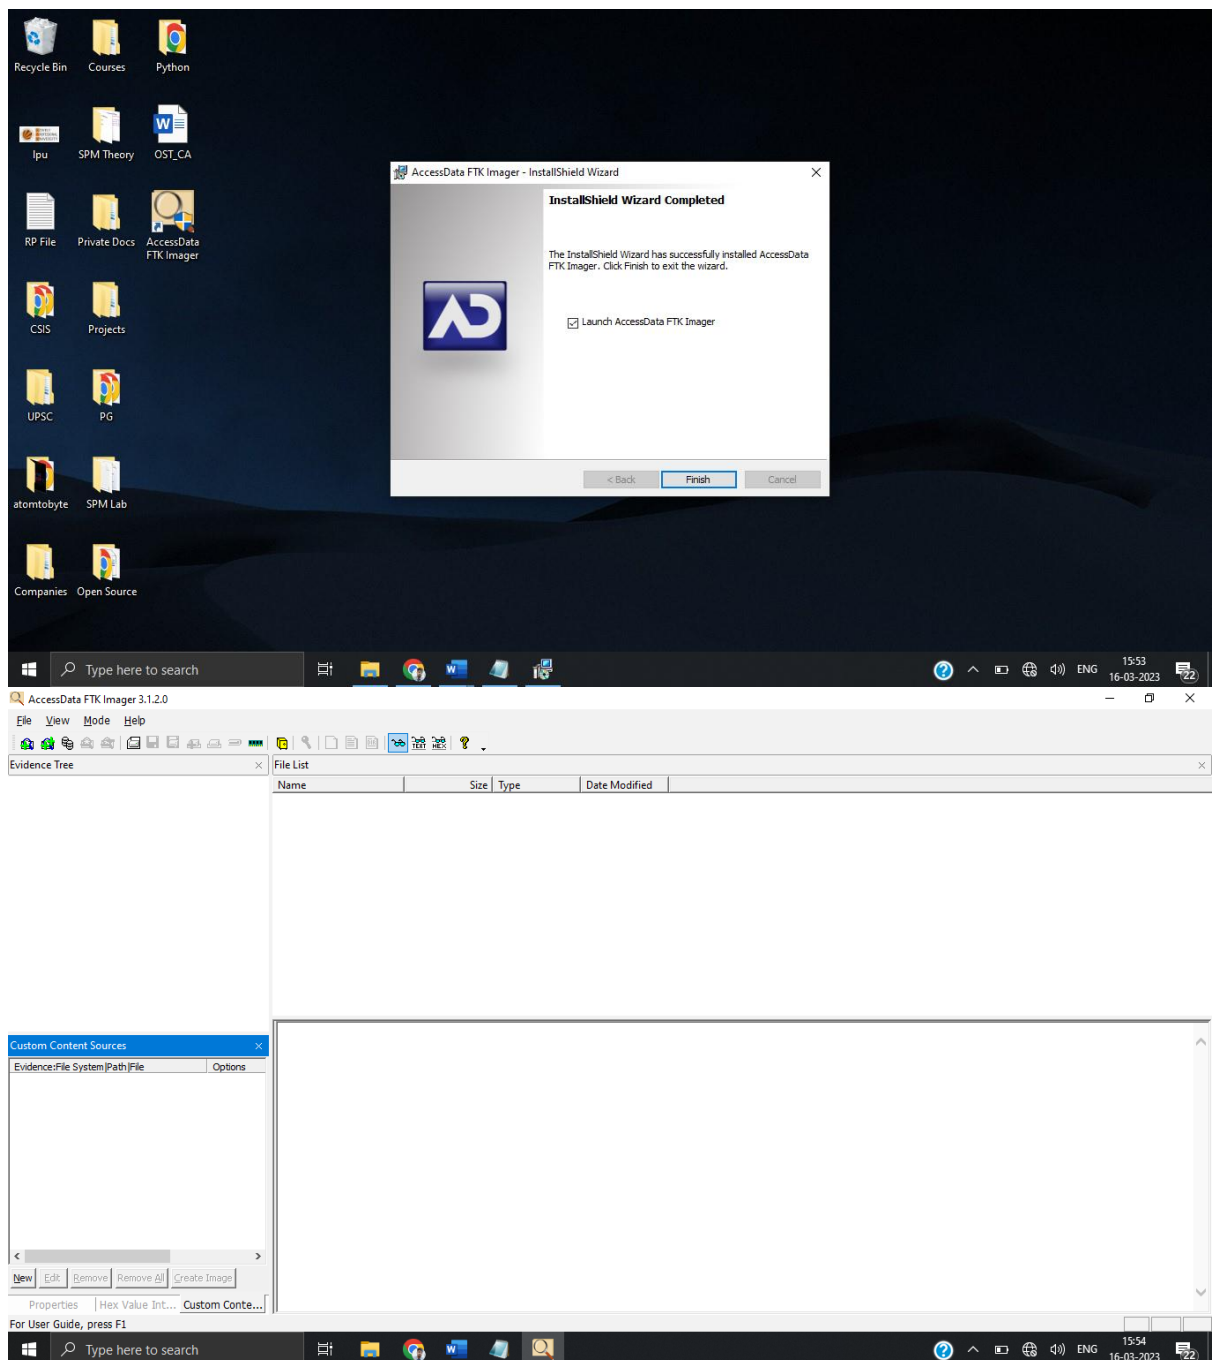 Recycle Bin
Courses
Python
lpu
SPM Theory
OST_CA
RP File
Private Docs
AccessData
FTK Imager
CSIS
Projects
UPSC
PG
atomtobyte
SPM Lab
Companies
Open Source
AccessData FTK Imager - InstallShield Wizard
InstallShield Wizard Completed
The InstallShield Wizard has successfully installed AccessData
FTK Imager. Click Finish to exit the wizard.
Launch AccessData FTK Imager
< Back
Finish
Cancel
Type here to search
ENG
15:53
16-03-2023
22
AccessData FTK Imager 3.1.2.0
File View Mode Help
Evidence Tree
File List
Name
Size
Type
Date Modified
Custom Content Sources
Evidence:File System|Path|File
Options
New
Edit
Remove
Remove All
Create Image
Properties
Hex Value Int...
Custom Conte...
For User Guide, press F1
Type here to search
ENG
15:54
16-03-2023
22